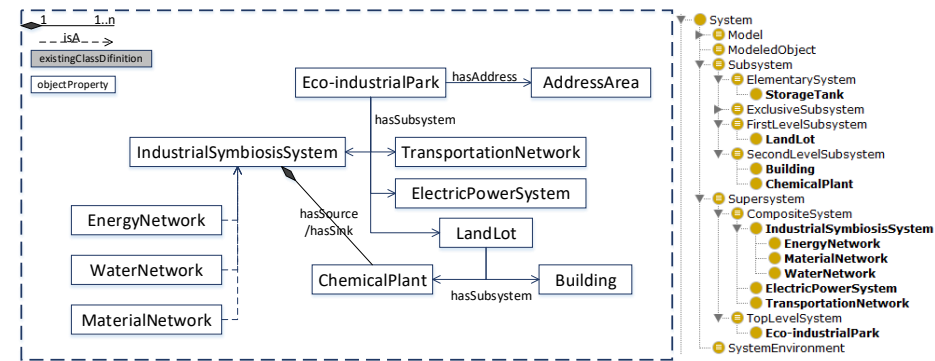 1
1..n
isA
existingClassDifinition
objectProperty
Eco-industrialPark
hasAddress
AddressArea
hasSubsystem
IndustrialSymbiosisSystem
TransportationNetwork
ElectricPowerSystem
hasSource
/hasSink
EnergyNetwork
LandLot
WaterNetwork
ChemicalPlant
Building
hasSubsystem
MaterialNetwork
System
Model
ModeledObject
Subsystem
ElementarySystem
StorageTank
ExclusiveSubsystem
FirstLevelSubsystem
LandLot
SecondLevelSubsystem
Building
ChemicalPlant
Supersystem
CompositeSystem
IndustrialSymbiosisSystem
EnergyNetwork
MaterialNetwork
WaterNetwork
ElectricPowerSystem
TransportationNetwork
TopLevelSystem
Eco-industrialPark
SystemEnvironment